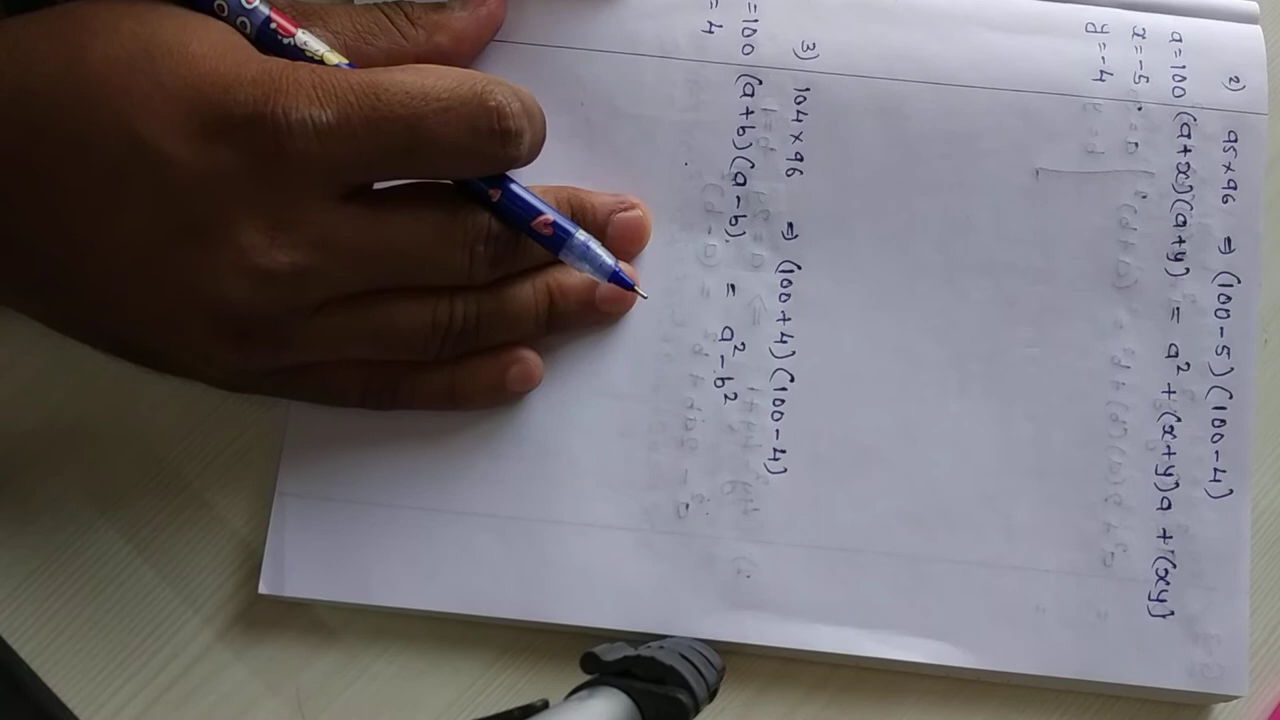 2) 95×96 ⇒ (100-5)(100-4)
a=100 (a+x)(a+y) = a² + (x+y)a + (xy)
x=-5
y=-4
3) 104×96 ⇒ (100+4)(100-4)
=100 (a+b)(a-b) = a²-b²
=4